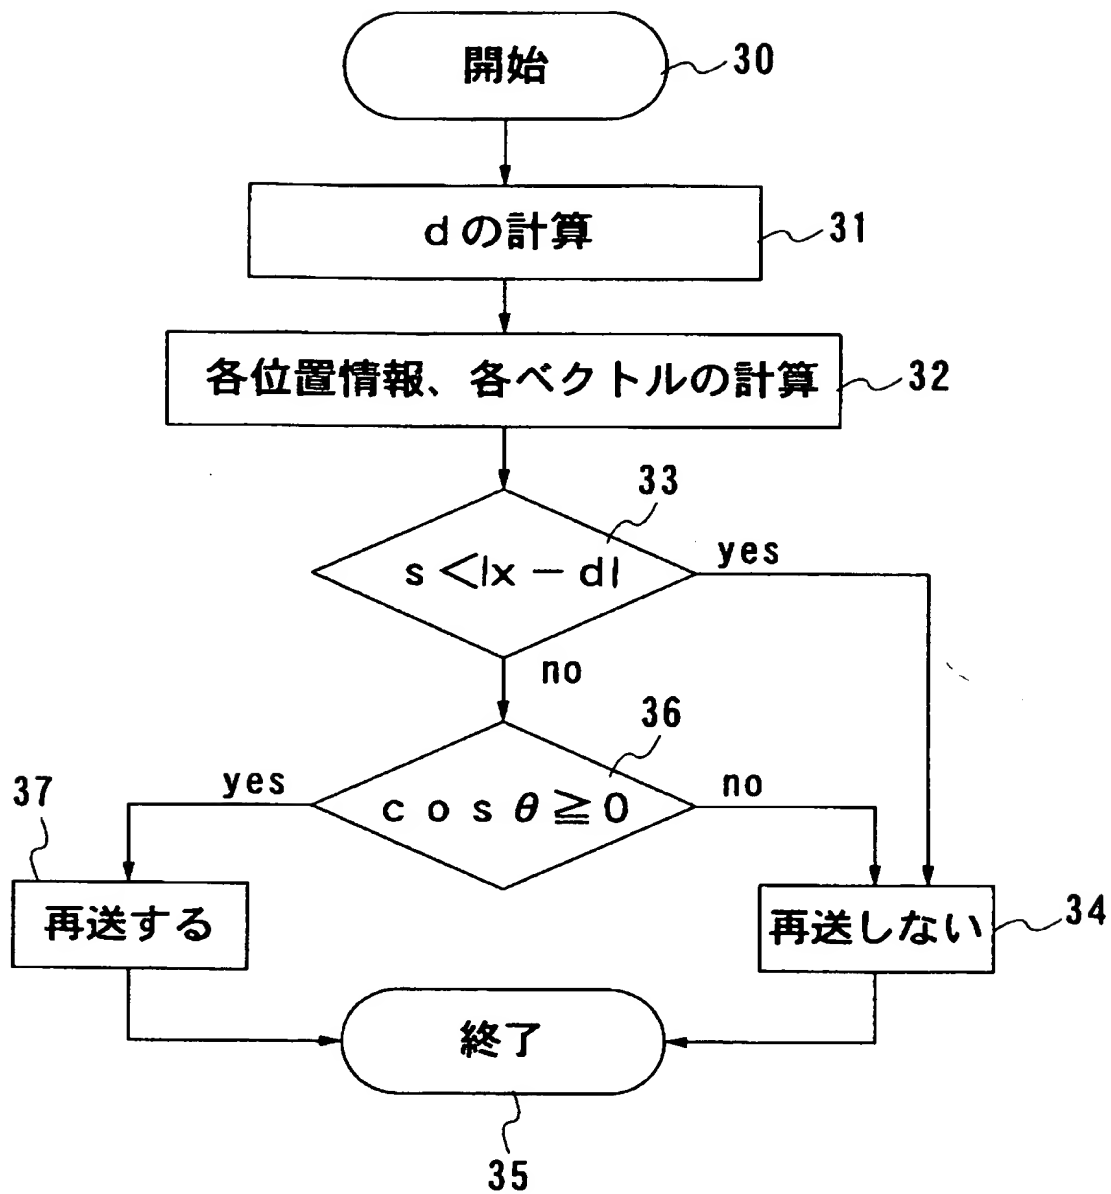 開始
30
dの計算
31
各位置情報、各ベクトルの計算
32
33
s<|x-d|
yes
no
36
cosθ≧0
yes
no
37
再送する
再送しない
34
終了
35